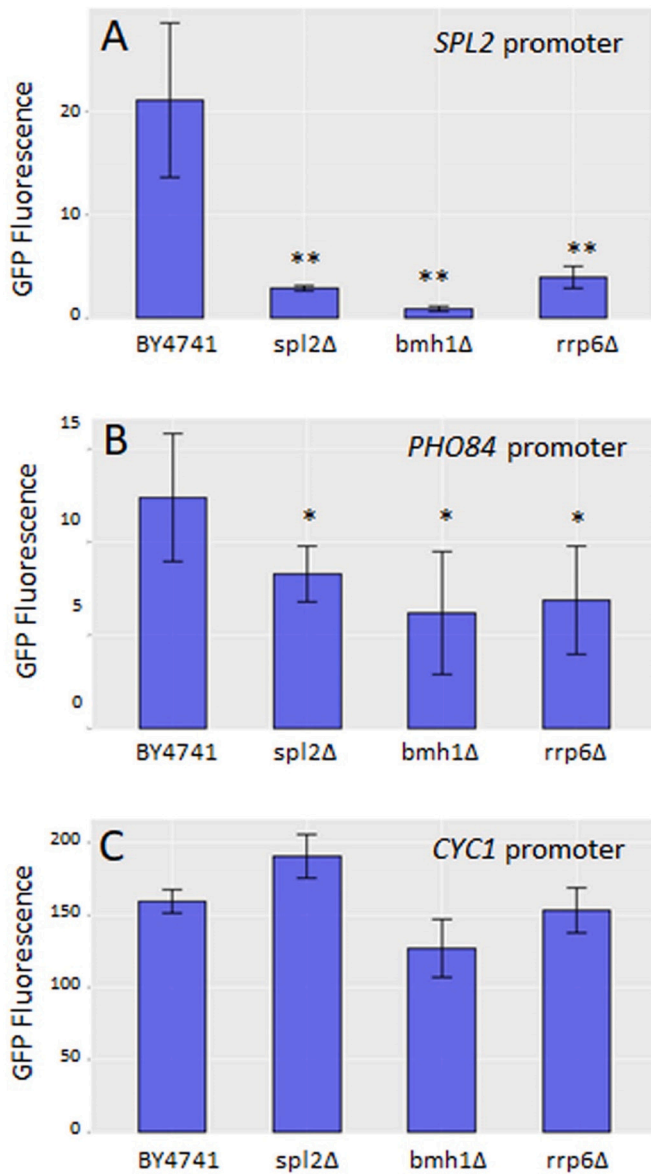 A
SPL2 promoter
GFP Fluorescence
20
10
0
**
**
**
BY4741 spl2Δ bmh1Δ rrp6Δ
B
PHO84 promoter
GFP Fluorescence
15
10
5
0
*
*
*
BY4741 spl2Δ bmh1Δ rrp6Δ
C
CYC1 promoter
GFP Fluorescence
200
150
100
50
0
BY4741 spl2Δ bmh1Δ rrp6Δ